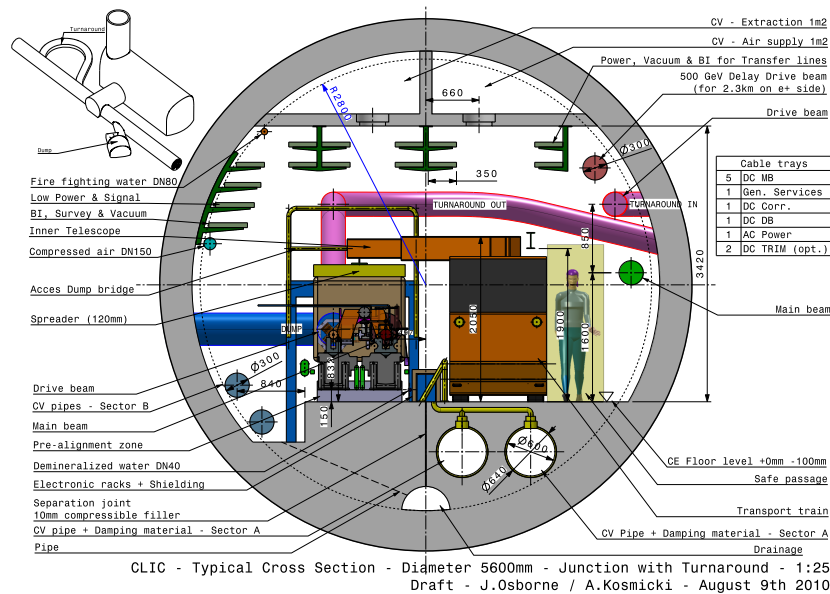 Turnaround
Dump
CV - Extraction 1m2
CV - Air supply 1m2
Power, Vacuum & BI for Transfer lines
500 GeV Delay Drive beam
(for 2.3km on e+ side)
Drive beam
R2800
660
350
Ø300
TURNAROUND OUT
TURNAROUND IN
850
3420
Cable trays
5 DC MB
1 Gen. Services
1 DC Corr.
1 DC DB
1 AC Power
2 DC TRIM (opt.)
Fire fighting water DN80
Low Power & Signal
BI, Survey & Vacuum
Inner Telescope
Compressed air DN150
Acces Dump bridge
Spreader (120mm)
DUMP
2050
1900
1600
Main beam
Ø300
840
832
150
Drive beam
CV pipes - Sector B
Main beam
Pre-alignment zone
Demineralized water DN40
Electronic racks + Shielding
Separation joint
10mm compressible filler
CV pipe + Damping material - Sector A
Pipe
Ø600
Ø640
CE Floor level +0mm -100mm
Safe passage
Transport train
CV Pipe + Damping material - Sector A
Drainage
CLIC - Typical Cross Section - Diameter 5600mm - Junction with Turnaround - 1:25
Draft - J.Osborne / A.Kosmicki - August 9th 2010